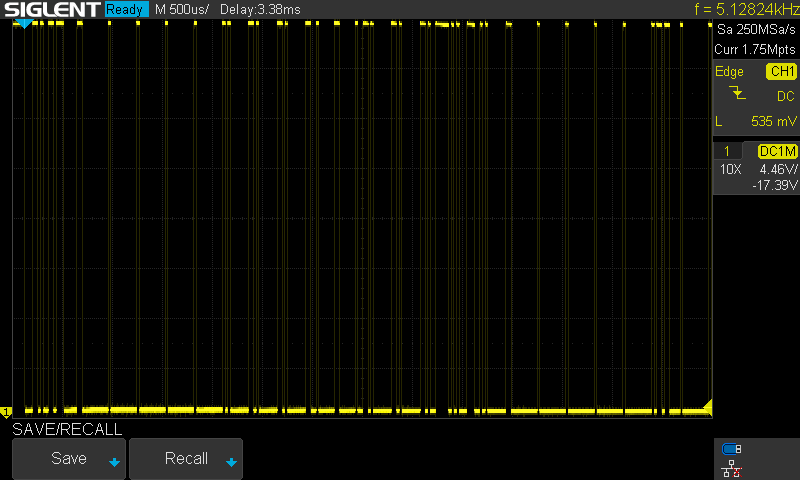 SIGLENT Ready M 500us/ Delay:3.38ms f = 5.12824kHz
Sa 250MSa/s
Curr 1.75Mpts
Edge CH1
DC
L 535 mV
1 DC1M
10X 4.46V/
-17.39V
1
SAVE/RECALL
Save Recall